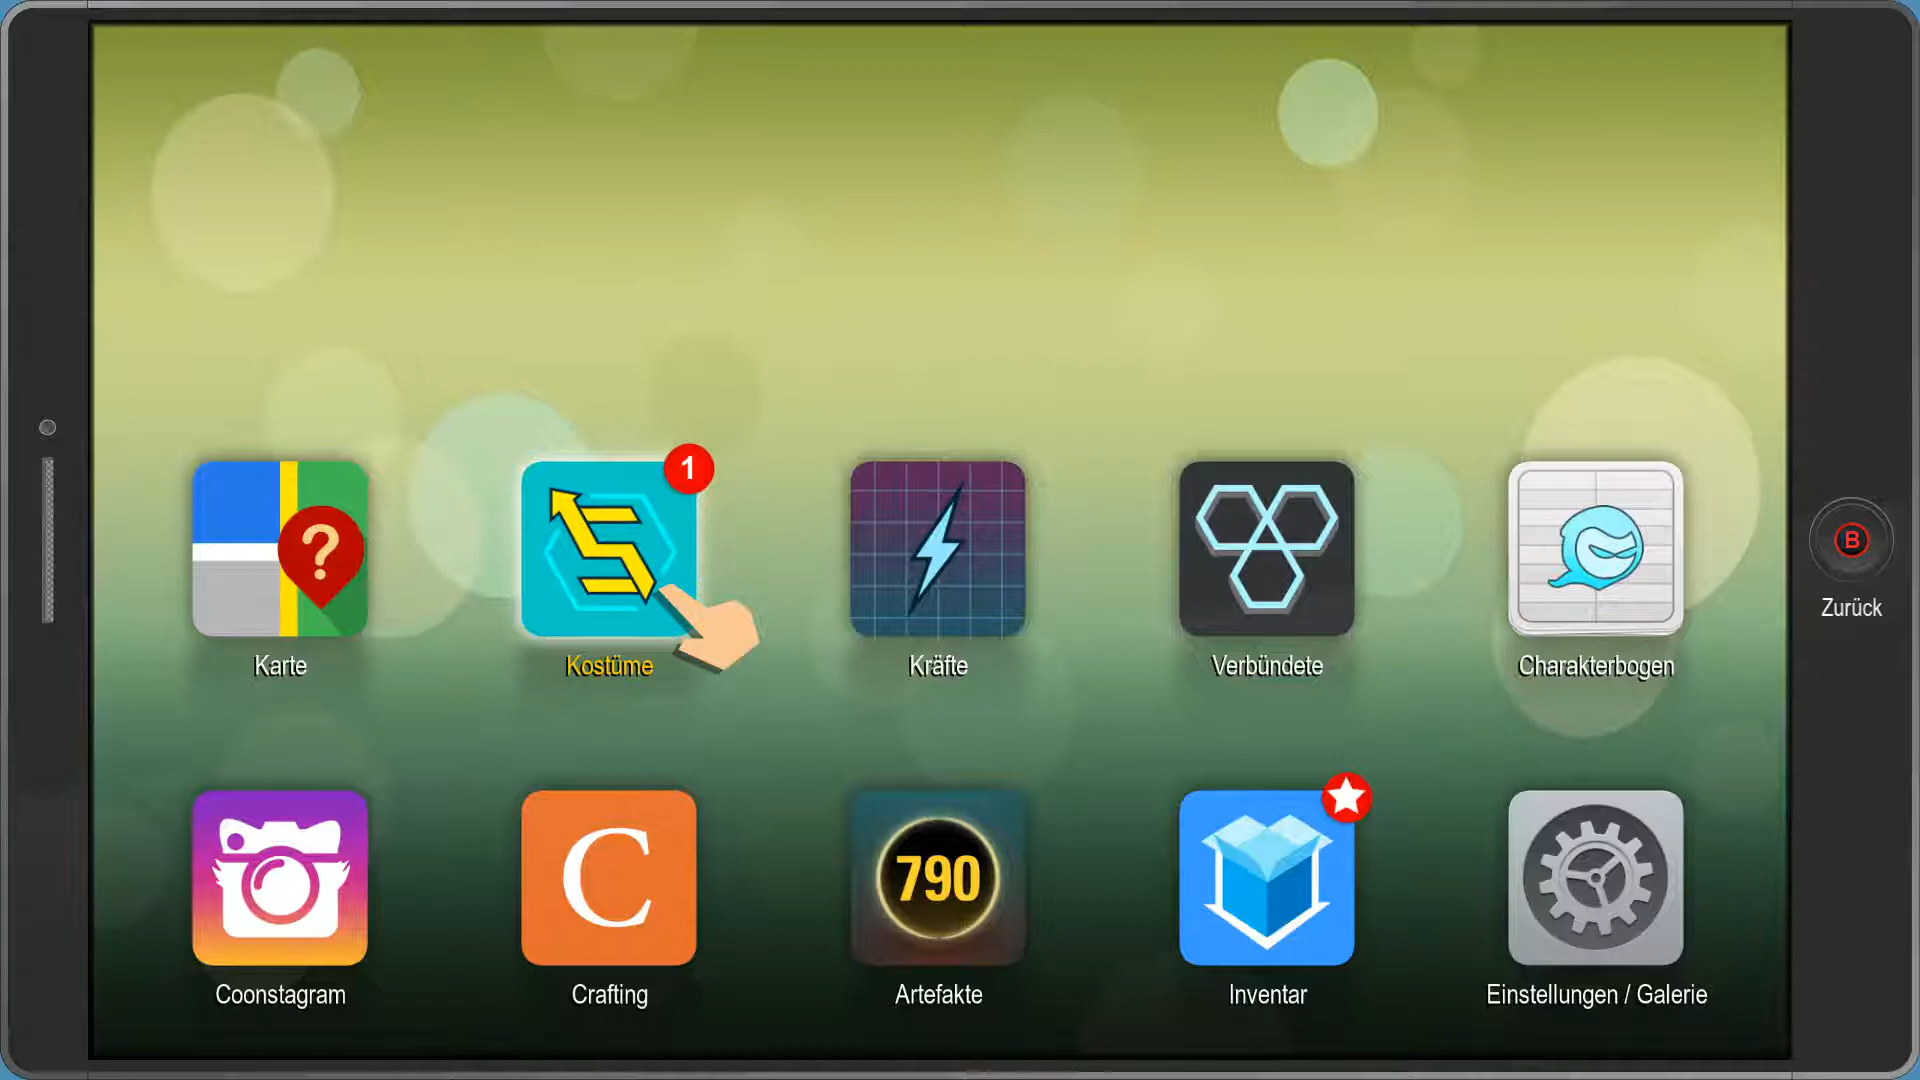 1
?
Karte
Kostüme
Kräfte
Verbündete
Charakterbogen
B
Zurück
C
790
Coonstagram
Crafting
Artefakte
Inventar
Einstellungen / Galerie